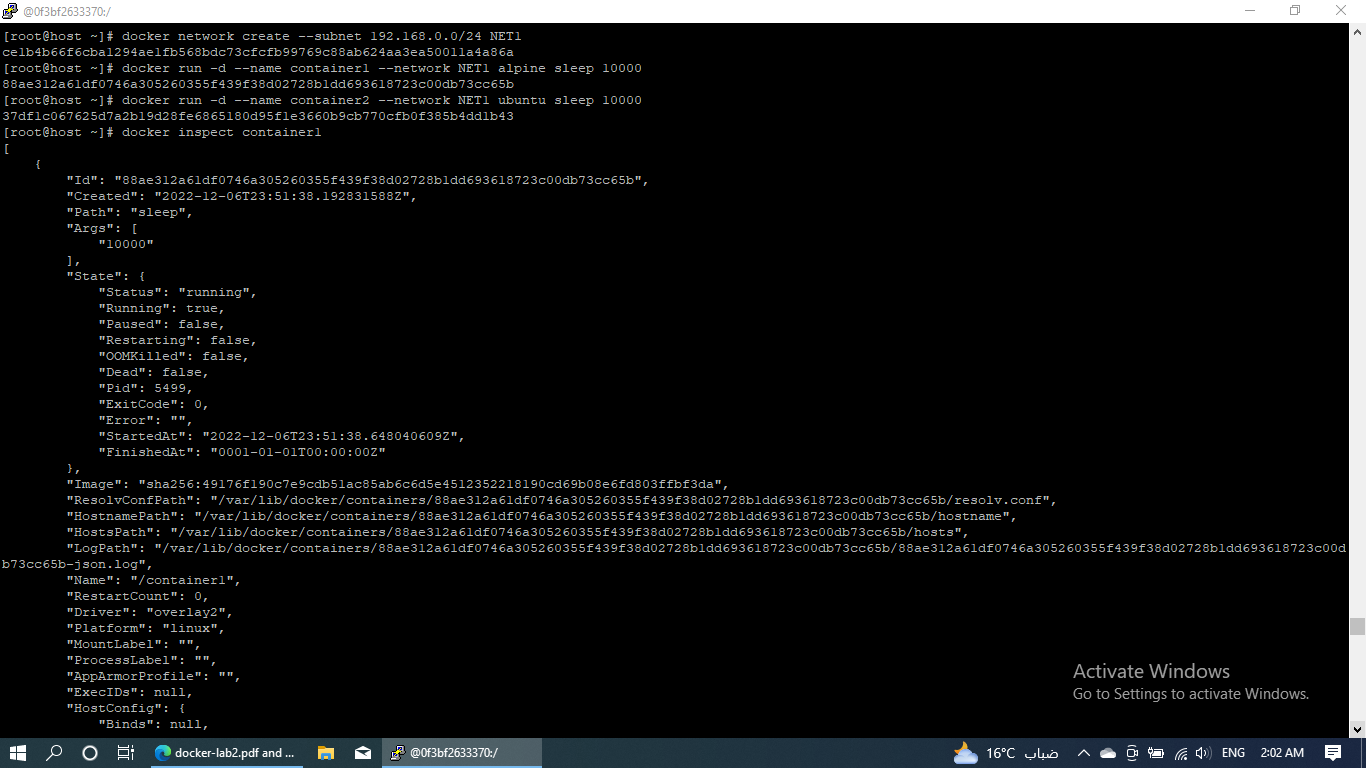 @0f3bf2633370:/
[root@host ~]# docker network create --subnet 192.168.0.0/24 NET1
ce1b4b66f6cba1294ae1fb568bdc73cfcfb99769c88ab624aa3ea50011a4a86a
[root@host ~]# docker run -d --name container1 --network NET1 alpine sleep 10000
88ae312a61df0746a305260355f439f38d02728b1dd693618723c00db73cc65b
[root@host ~]# docker run -d --name container2 --network NET1 ubuntu sleep 10000
37df1c067625d7a2b19d28fe6865180d95f1e3660b9cb770cfb0f385b4dd1b43
[root@host ~]# docker inspect container1
[
    {
        "Id": "88ae312a61df0746a305260355f439f38d02728b1dd693618723c00db73cc65b",
        "Created": "2022-12-06T23:51:38.192831588Z",
        "Path": "sleep",
        "Args": [
            "10000"
        ],
        "State": {
            "Status": "running",
            "Running": true,
            "Paused": false,
            "Restarting": false,
            "OOMKilled": false,
            "Dead": false,
            "Pid": 5499,
            "ExitCode": 0,
            "Error": "",
            "StartedAt": "2022-12-06T23:51:38.648040609Z",
            "FinishedAt": "0001-01-01T00:00:00Z"
        },
        "Image": "sha256:49176f190c7e9cdb51ac85ab6c6d5e4512352218190cd69b08e6fd803ffbf3da",
        "ResolvConfPath": "/var/lib/docker/containers/88ae312a61df0746a305260355f439f38d02728b1dd693618723c00db73cc65b/resolv.conf",
        "HostnamePath": "/var/lib/docker/containers/88ae312a61df0746a305260355f439f38d02728b1dd693618723c00db73cc65b/hostname",
        "HostsPath": "/var/lib/docker/containers/88ae312a61df0746a305260355f439f38d02728b1dd693618723c00db73cc65b/hosts",
        "LogPath": "/var/lib/docker/containers/88ae312a61df0746a305260355f439f38d02728b1dd693618723c00db73cc65b/88ae312a61df0746a305260355f439f38d02728b1dd693618723c00d
b73cc65b-json.log",
        "Name": "/container1",
        "RestartCount": 0,
        "Driver": "overlay2",
        "Platform": "linux",
        "MountLabel": "",
        "ProcessLabel": "",
        "AppArmorProfile": "",
        "ExecIDs": null,
        "HostConfig": {
            "Binds": null,
Activate Windows
Go to Settings to activate Windows.
docker-lab2.pdf and ...
@0f3bf2633370:/
16°C ضباب
ENG
2:02 AM